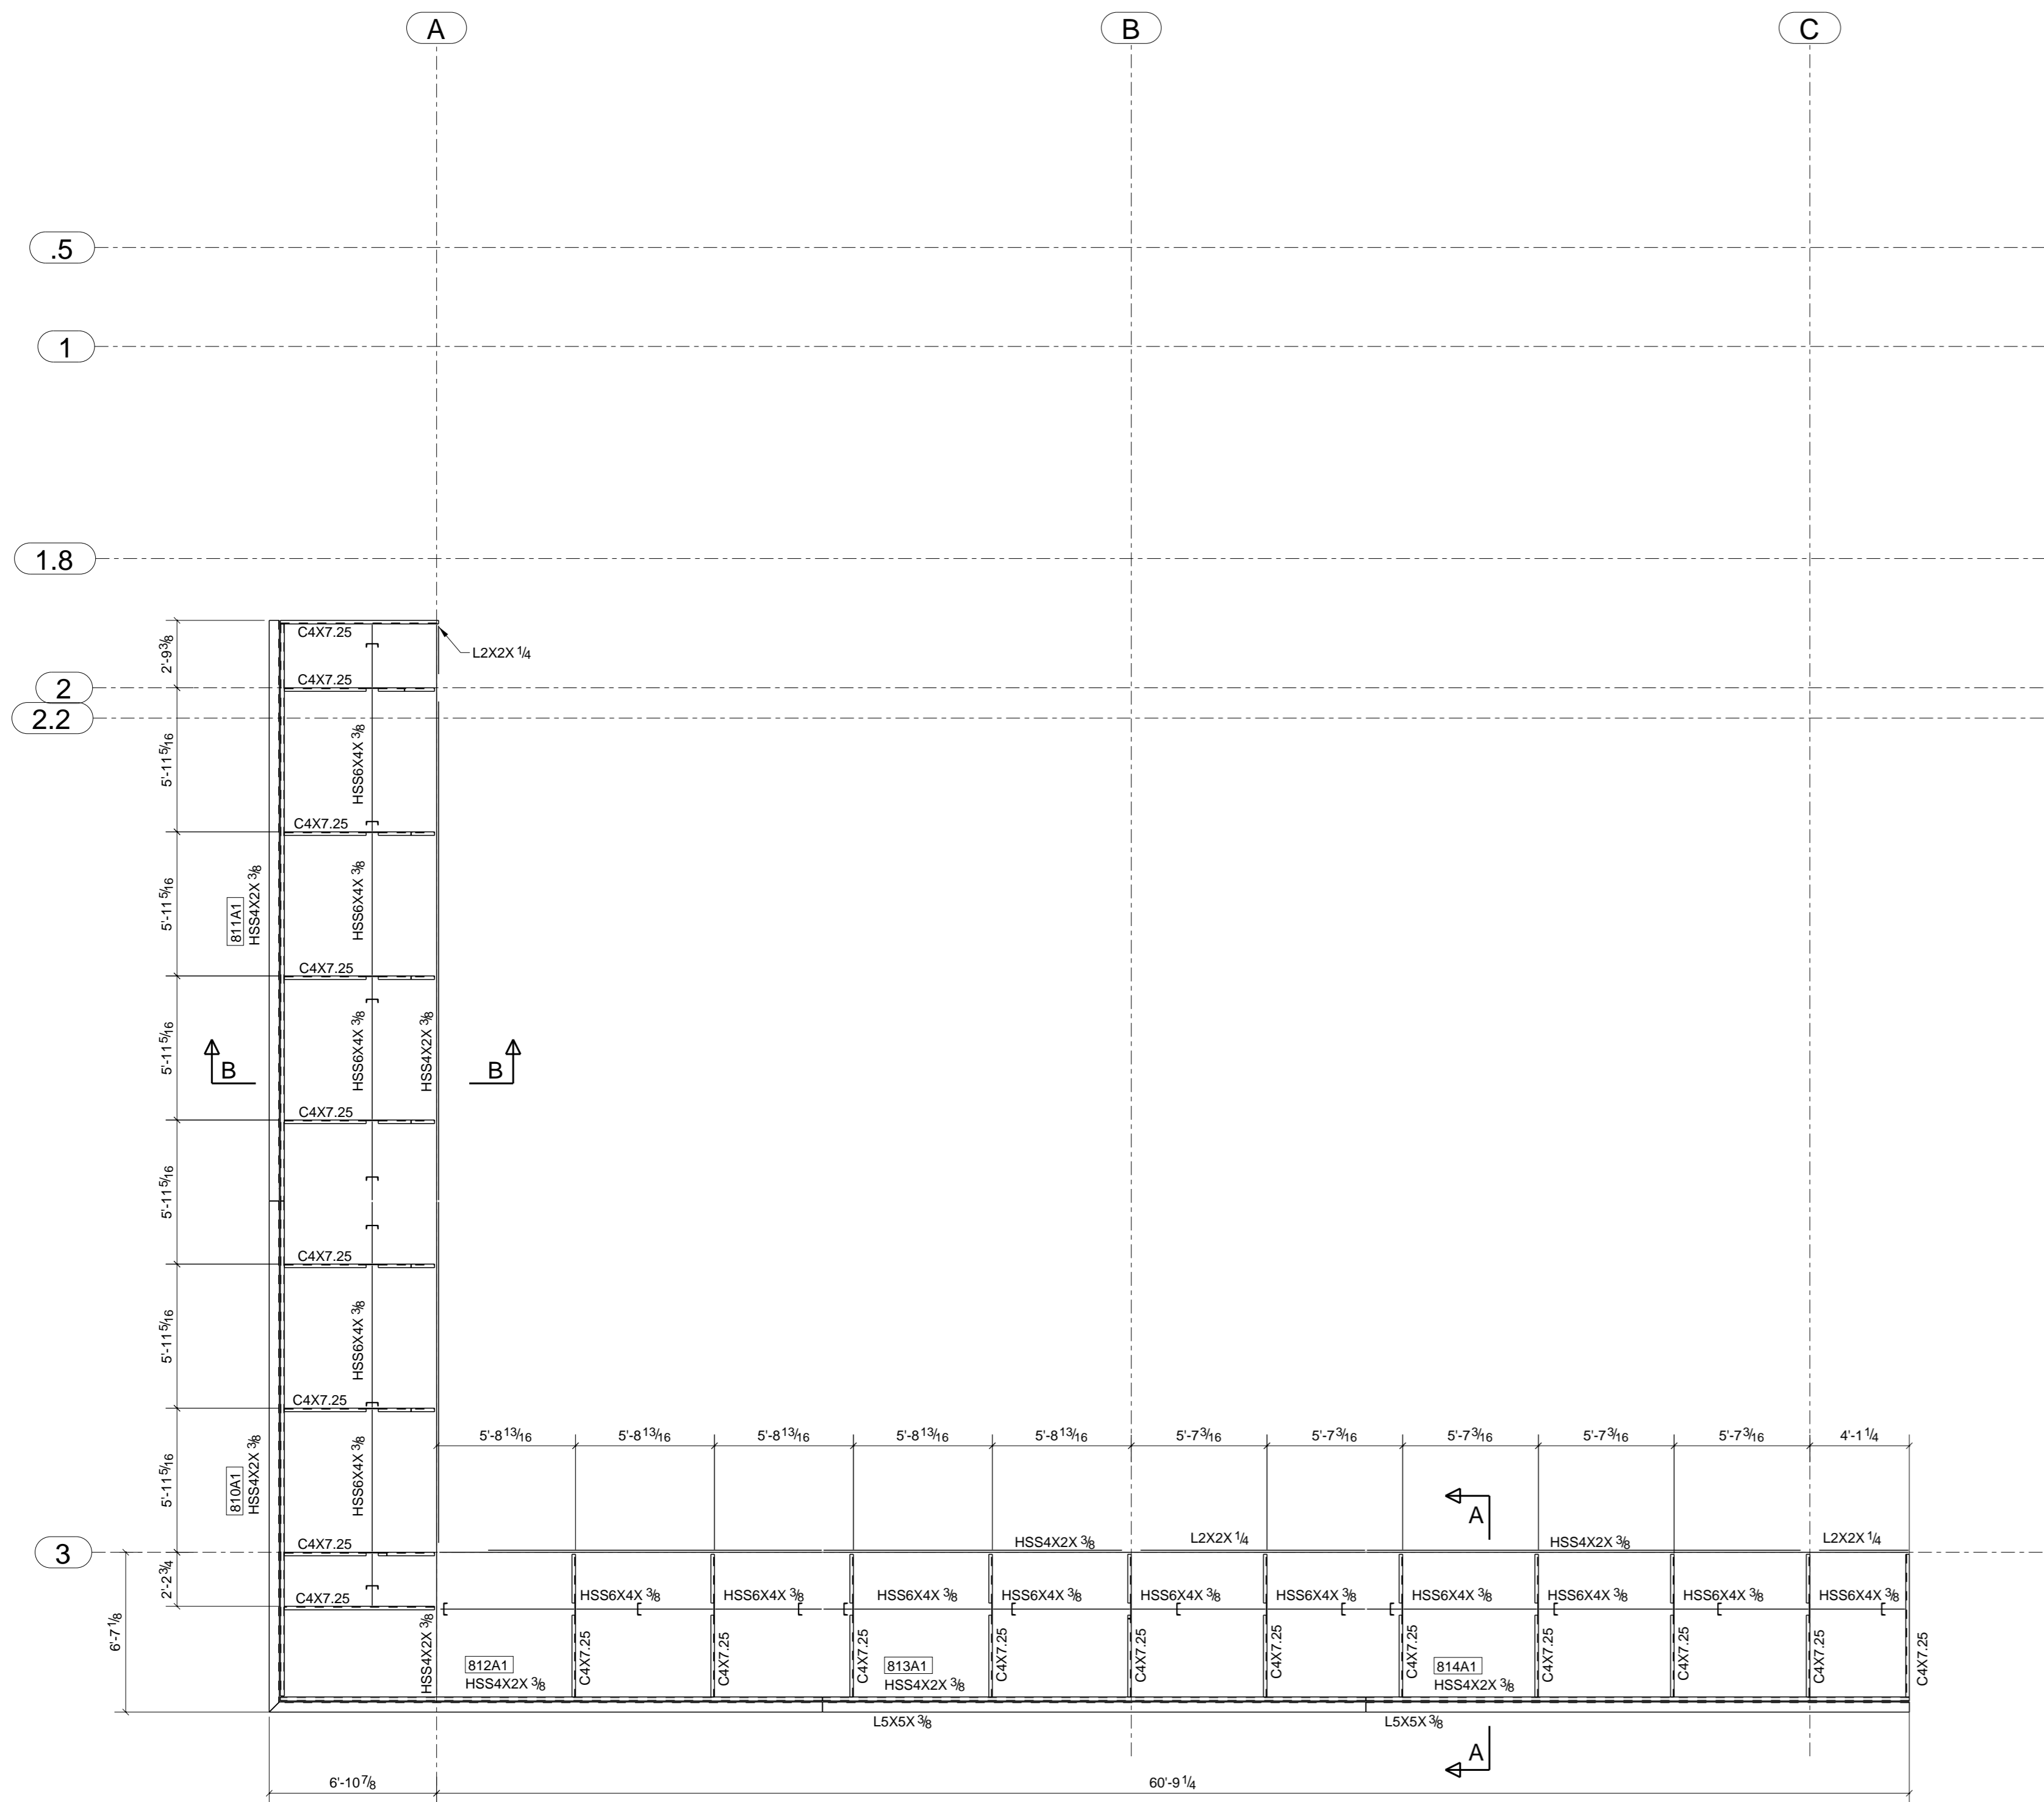 A
B
C
.5
1
1.8
2
2.2
3
C4X7.25
L2X2X 1/4
C4X7.25
C4X7.25
C4X7.25
C4X7.25
C4X7.25
C4X7.25
C4X7.25
C4X7.25
2'-9 3/8
5'-11 5/16
5'-11 5/16
5'-11 5/16
5'-11 5/16
5'-11 5/16
5'-11 5/16
2'-2 3/4
6'-7 1/8
811A1
HSS4X2X 3/8
810A1
HSS4X2X 3/8
HSS6X4X 3/8
HSS6X4X 3/8
HSS6X4X 3/8
HSS6X4X 3/8
HSS6X4X 3/8
HSS4X2X 3/8
HSS4X2X 3/8
B
B
5'-8 13/16
5'-8 13/16
5'-8 13/16
5'-8 13/16
5'-8 13/16
5'-7 3/16
5'-7 3/16
5'-7 3/16
5'-7 3/16
5'-7 3/16
4'-1 1/4
A
HSS4X2X 3/8
L2X2X 1/4
HSS4X2X 3/8
L2X2X 1/4
HSS6X4X 3/8
HSS6X4X 3/8
HSS6X4X 3/8
HSS6X4X 3/8
HSS6X4X 3/8
HSS6X4X 3/8
HSS6X4X 3/8
HSS6X4X 3/8
HSS6X4X 3/8
HSS6X4X 3/8
C4X7.25
C4X7.25
C4X7.25
C4X7.25
C4X7.25
C4X7.25
C4X7.25
C4X7.25
C4X7.25
C4X7.25
C4X7.25
812A1
HSS4X2X 3/8
813A1
HSS4X2X 3/8
814A1
HSS4X2X 3/8
L5X5X 3/8
L5X5X 3/8
A
6'-10 7/8
60'-9 1/4